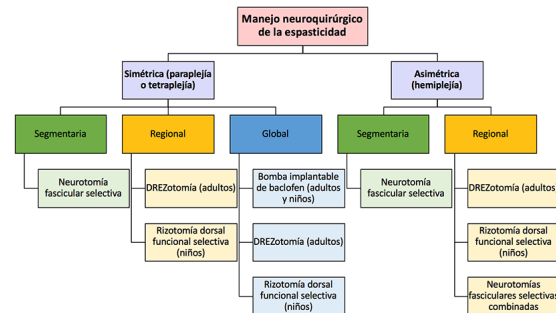 Manejo neuroquirúrgico
de la espasticidad
Simétrica (paraplejía
o tetraplejía)
Asimétrica
(hemiplejía)
Segmentaria
Regional
Global
Segmentaria
Regional
Neurotomía
fascicular selectiva
DREZotomía (adultos)
Bomba implantable
de baclofen (adultos
y niños)
Neurotomía
fascicular selectiva
DREZotomía (adultos)
Rizotomía dorsal
funcional selectiva
(niños)
DREZotomía (adultos)
Rizotomía dorsal
funcional selectiva
(niños)
Rizotomía dorsal
funcional selectiva
(niños)
Neurotomías
fasciculares selectivas
combinadas